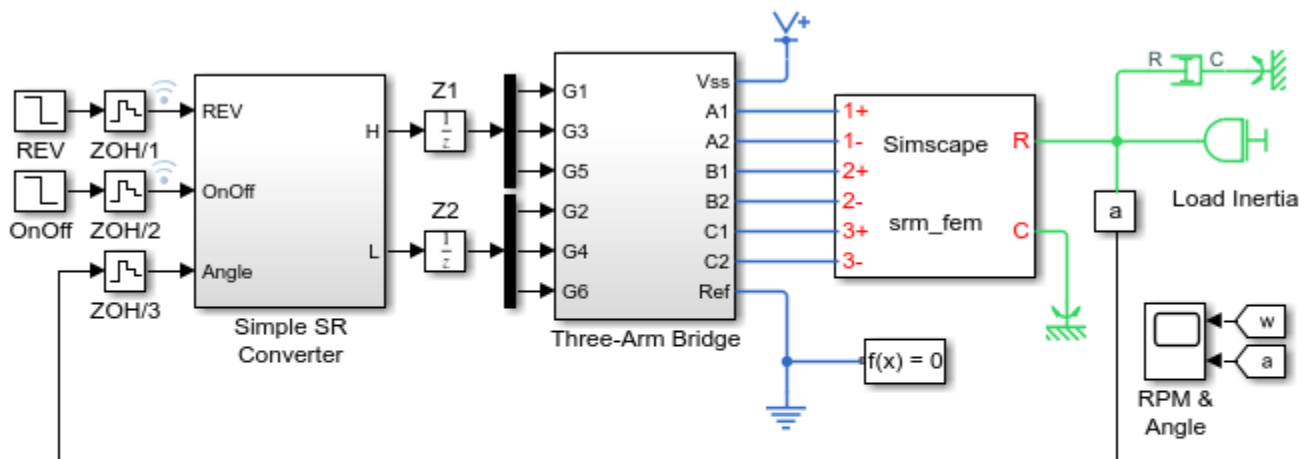 REV
ZOH/1
OnOff
ZOH/2
ZOH/3
REV
OnOff
Angle
H
L
Simple SR
Converter
Z1
1
z
Z2
1
z
G1
G3
G5
G2
G4
G6
Vss
A1
A2
B1
B2
C1
C2
Ref
Three-Arm Bridge
V+
f(x) = 0
1+
1-
2+
2-
3+
3-
Simscape
srm_fem
R
C
R
C
Load Inertia
a
w
a
RPM &
Angle